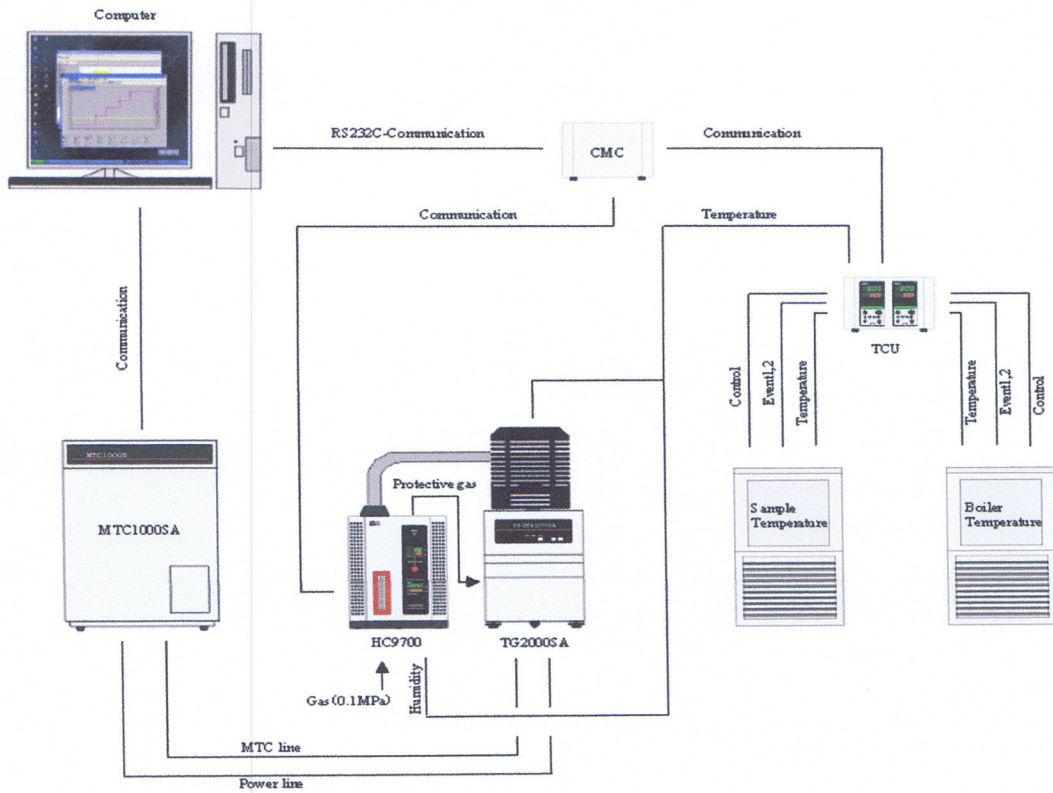 Computer
RS232C-Communication
CMC
Communication
Communication
Temperature
Communication
TCU
Control
Event1,2
Temperature
Temperature
Event1,2
Control
MTC1000SA
Protective gas
Sample
Temperature
Boiler
Temperature
HC9700
TG2000SA
Gas(0.1MPa)
Humidity
MTC line
Power line